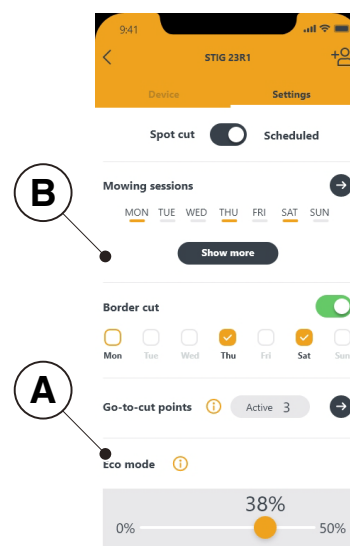 9:41
STIG 23R1
Device Settings
Spot cut Scheduled
B
Mowing sessions
MON TUE WED THU FRI SAT SUN
Show more
Border cut
Mon Tue Wed Thu Fri Sat Sun
A
Go-to-cut points Active 3
Eco mode
38%
0% 50%